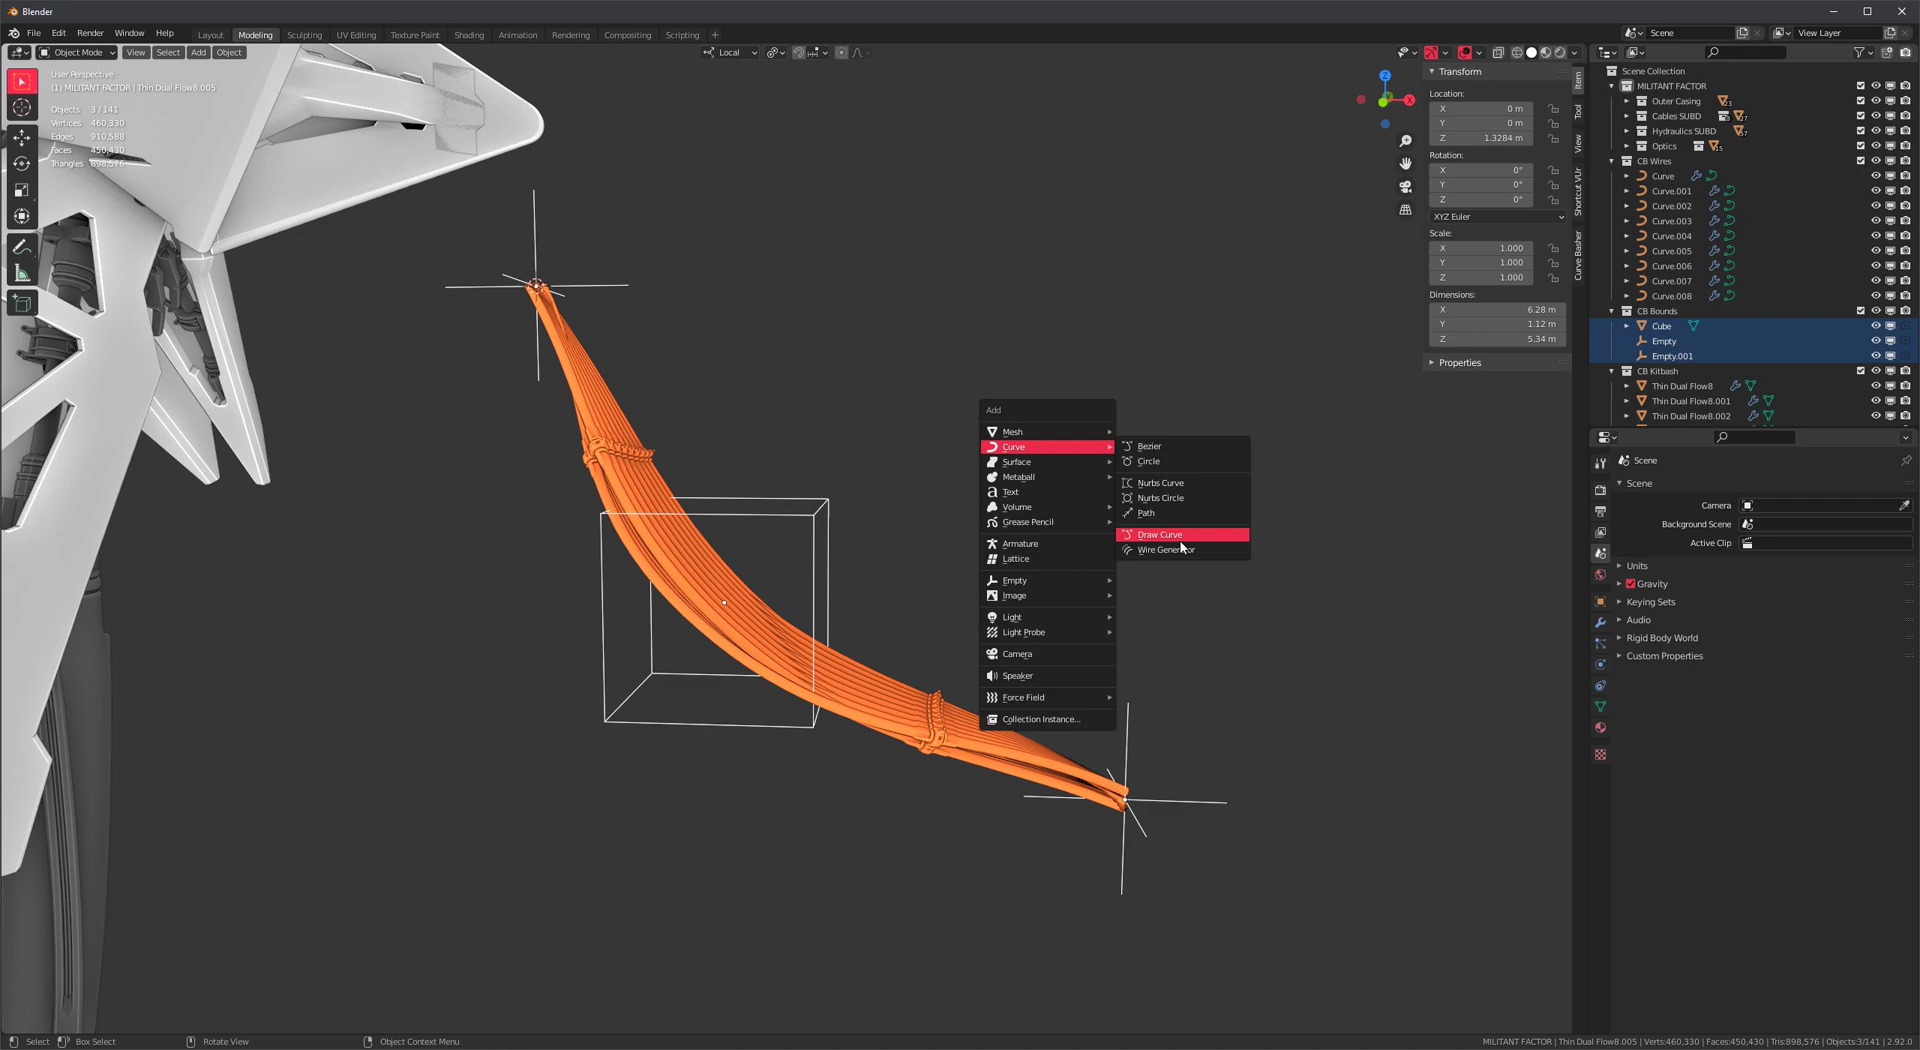 Blender
File Edit Render Window Help
Layout Modeling Sculpting UV Editing Texture Paint Shading Animation Rendering Compositing Scripting +
Scene
View Layer
Object Mode View Select Add Object
Local
User Perspective
(1) MILITANT FACTOR | Thin Dual Flow8.005
Objects 3/141
Vertices 460,330
Edges 910,588
Faces 450,430
Triangles 898,576
Z
X
Add
Mesh
Curve
Surface
Metaball
Text
Volume
Grease Pencil
Armature
Lattice
Empty
Image
Light
Light Probe
Camera
Speaker
Force Field
Collection Instance...
Bezier
Circle
Nurbs Curve
Nurbs Circle
Path
Draw Curve
Wire Generator
Transform
Location:
X 0 m
Y 0 m
Z 1.3284 m
Rotation:
X 0°
Y 0°
Z 0°
XYZ Euler
Scale:
X 1.000
Y 1.000
Z 1.000
Dimensions:
X 6.28 m
Y 1.12 m
Z 5.34 m
Properties
Item
Tool
View
Shortcut VUr
Curve Basher
Scene Collection
MILITANT FACTOR
Outer Casing 23
Cables SUBD 27
Hydraulics SUBD 57
Optics 15
CB Wires
Curve
Curve.001
Curve.002
Curve.003
Curve.004
Curve.005
Curve.006
Curve.007
Curve.008
CB Bounds
Cube
Empty
Empty.001
CB Kitbash
Thin Dual Flow8
Thin Dual Flow8.001
Thin Dual Flow8.002
Scene
Scene
Camera
Background Scene
Active Clip
Units
Gravity
Keying Sets
Audio
Rigid Body World
Custom Properties
Select Box Select Rotate View Object Context Menu
MILITANT FACTOR | Thin Dual Flow8.005 | Verts:460,330 | Faces:450,430 | Tris:898,576 | Objects:3/141 | 2.92.0